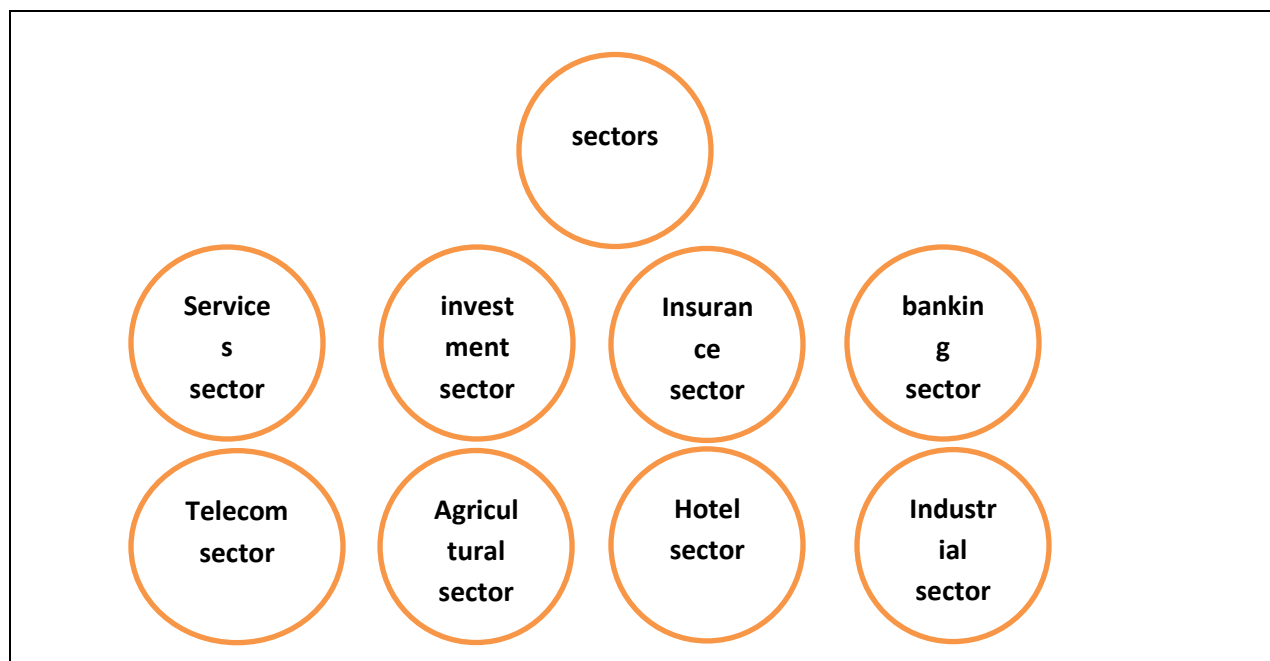 sectors
Service
s
sector
invest
ment
sector
Insuran
ce
sector
bankin
g
sector
Telecom
sector
Agricul
tural
sector
Hotel
sector
Industr
ial
sector